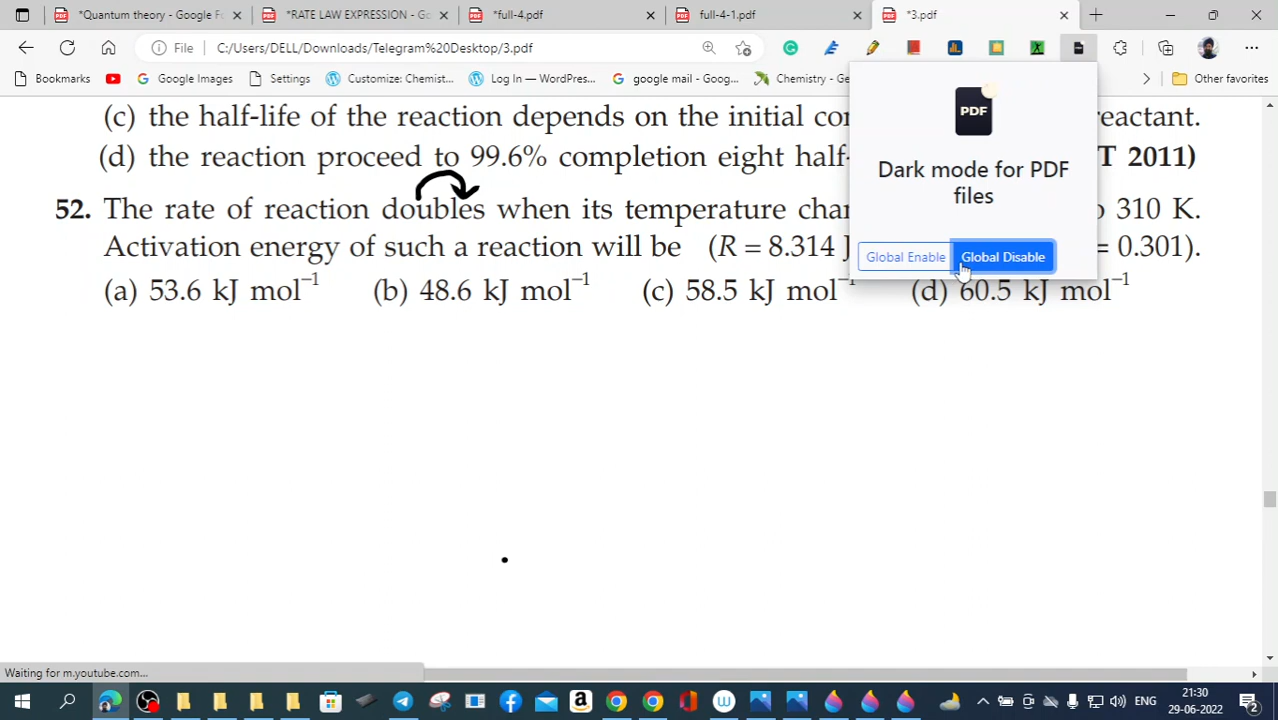 *Quantum theory - Google Fo
*RATE LAW EXPRESSION - Go
*full-4.pdf
full-4-1.pdf
*3.pdf
File
C:/Users/DELL/Downloads/Telegram%20Desktop/3.pdf
Bookmarks
Google Images
Settings
Customize: Chemist...
Log In — WordPres...
google mail - Goog...
Chemistry - Ge
Other favorites
PDF
Dark mode for PDF
files
Global Enable
Global Disable
(c) the half-life of the reaction depends on the initial con reactant.
(d) the reaction proceed to 99.6% completion eight half- T 2011)
52. The rate of reaction doubles when its temperature chan 310 K.
Activation energy of such a reaction will be (R = 8.314 J = 0.301).
(a) 53.6 kJ mol⁻¹ (b) 48.6 kJ mol⁻¹ (c) 58.5 kJ mol⁻¹ (d) 60.5 kJ mol⁻¹
Waiting for m.youtube.com...
ENG
21:30
29-06-2022
2